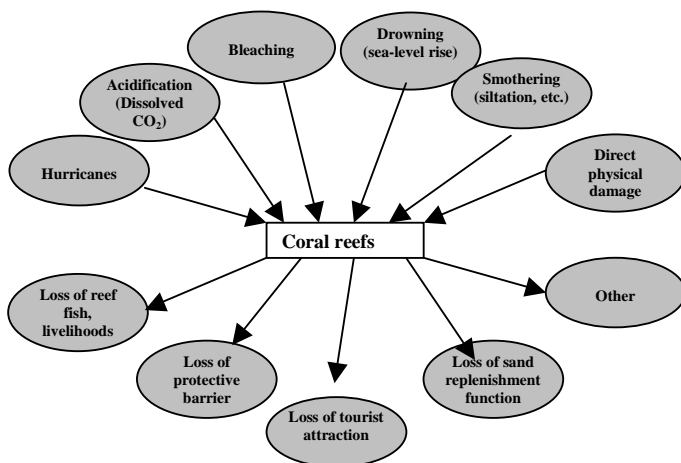 Bleaching
Drowning
(sea-level rise)
Acidification
(Dissolved
CO₂)
Smothering
(siltation, etc.)
Hurricanes
Direct
physical
damage
Coral reefs
Loss of reef
fish,
livelihoods
Other
Loss of
protective
barrier
Loss of sand
replenishment
function
Loss of tourist
attraction